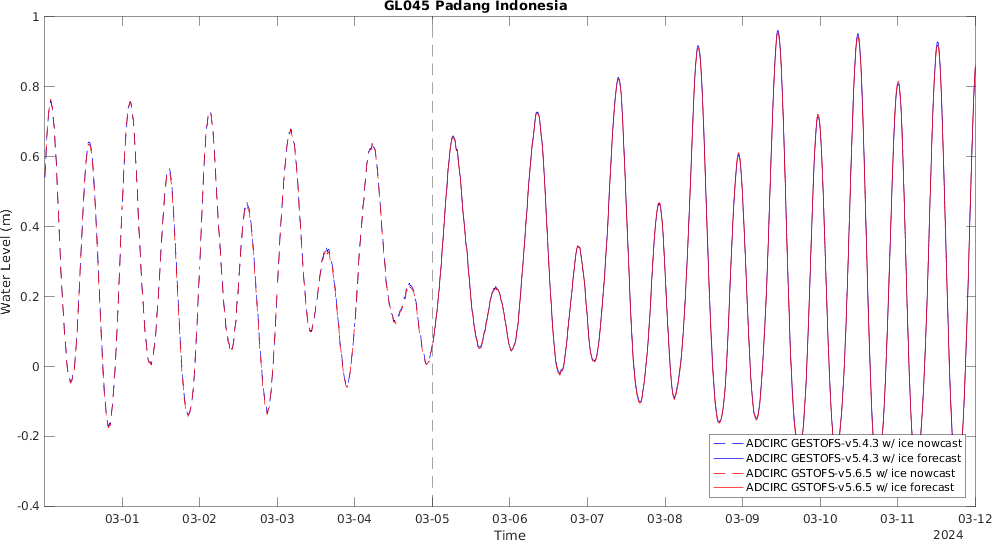 GL045 Padang Indonesia
Water Level (m)
1
0.8
0.6
0.4
0.2
0
-0.2
-0.4
ADCIRC GESTOFS-v5.4.3 w/ ice nowcast
ADCIRC GESTOFS-v5.4.3 w/ ice forecast
ADCIRC GSTOFS-v5.6.5 w/ ice nowcast
ADCIRC GSTOFS-v5.6.5 w/ ice forecast
03-01 03-02 03-03 03-04 03-05 03-06 03-07 03-08 03-09 03-10 03-11 03-12
Time
2024